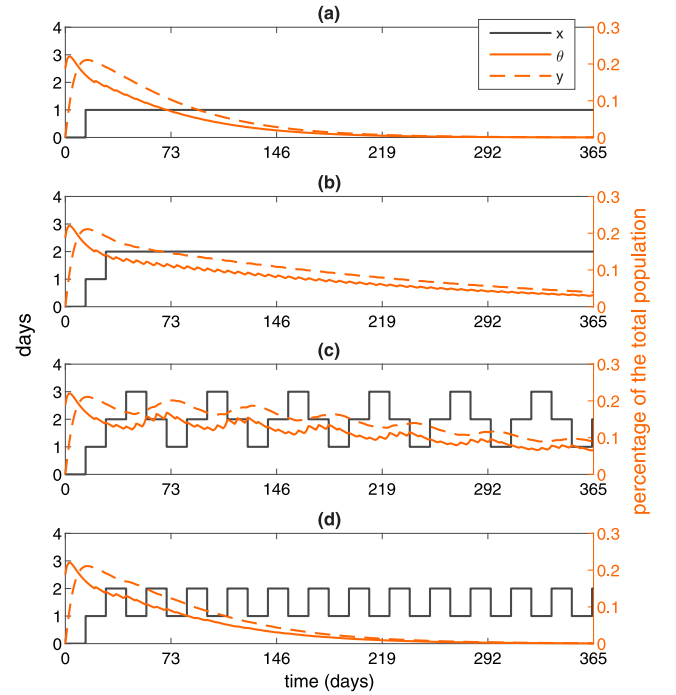 (a)
4 0.3
x
3 θ
0.2
2 y
1 0.1
0 0
0 73 146 219 292 365
(b)
4 0.3
3 0.2
2
1 0.1
0 0
0 73 146 219 292 365
days
percentage of the total population
(c)
4 0.3
3 0.2
2
1 0.1
0 0
0 73 146 219 292 365
(d)
4 0.3
3 0.2
2
1 0.1
0 0
0 73 146 219 292 365
time (days)